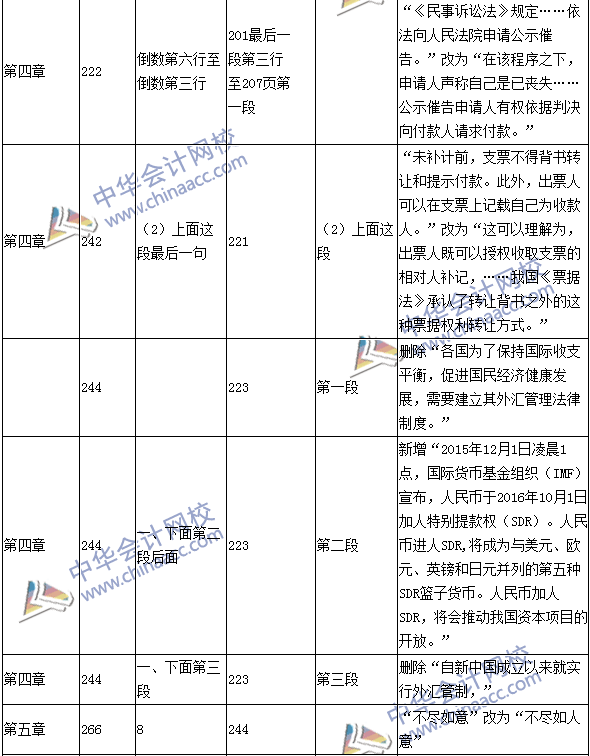 “《民事诉讼法》规定……依
法向人民法院申请公示催
告。”改为“在该程序之下，
申请人声称自己是已丧失……
公示催告申请人有权依据判决
向付款人请求付款。”
第四章
222
倒数第六行至
倒数第三行
201最后一
段第三行
至207页第
一段
“未补计前，支票不得背书转
让和提示付款。此外，出票人
可以在支票上记载自己为收款
人。”改为“这可以理解为，
出票人既可以授权收取支票的
相对人补记，……我国《票据
法》承认了转让背书之外的这
种票据权利转让方式。”
第四章
242
（2）上面这
段最后一句
221
（2）上面这
段
244
223
第一段
删除“各国为了保持国际收支
平衡，促进国民经济健康发
展，需要建立其外汇管理法律
制度。”
第四章
244
一、下面第二
段后面
223
第二段
新增“2015年12月1日凌晨1
点，国际货币基金组织（IMF）
宣布，人民币于2016年10月1日
加入特别提款权（SDR）。人民
币进人SDR,将成为与美元、欧
元、英镑和日元并列的第五种
SDR篮子货币。人民币加人
SDR，将会推动我国资本项目的
开放。”
第四章
244
一、下面第三
段
223
第三段
删除“自新中国成立以来就实
行外汇管制，”
第五章
266
8
244
“不尽如意”改为“不尽如人
意”
中华会计网校
www.chinaacc.com
中华会计网校
www.chinaacc.com
中华会计网校
www.chinaacc.com
中华会计网校
www.chinaacc.com